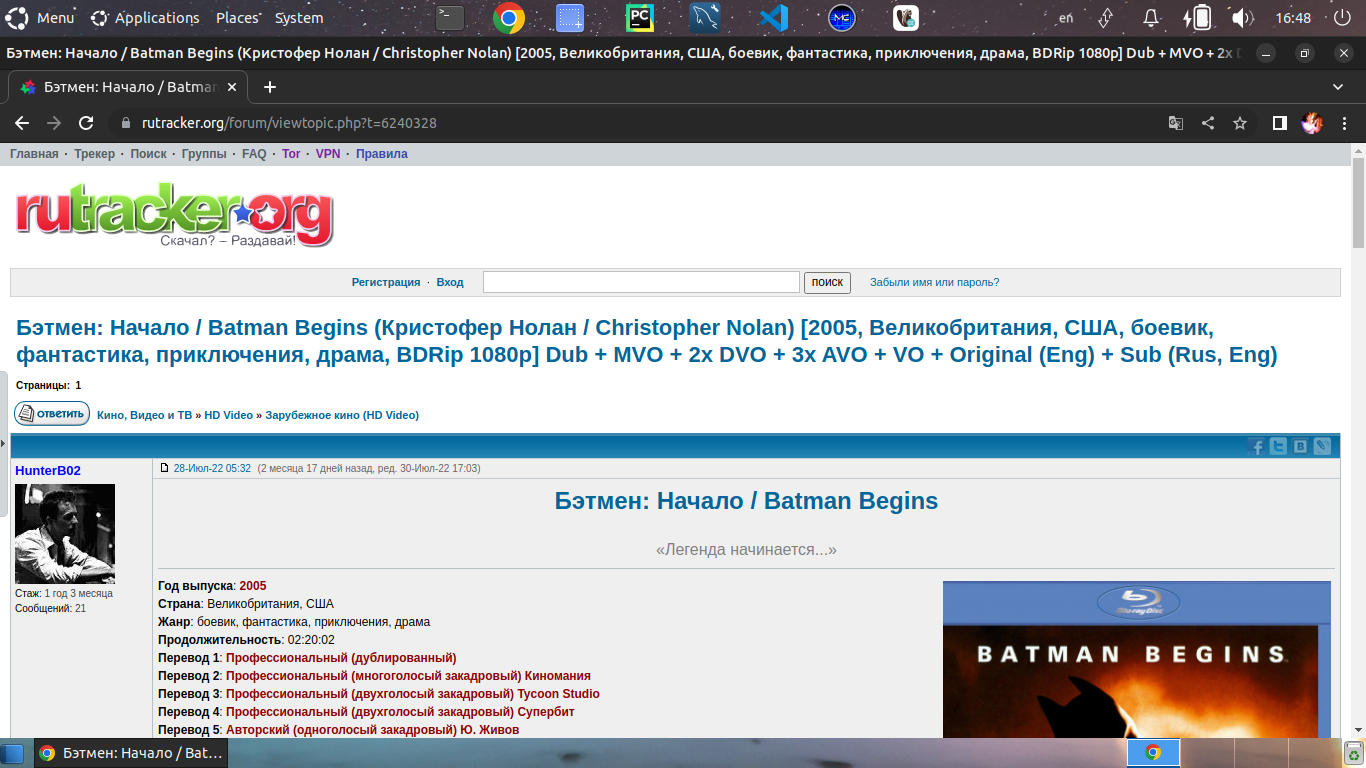 Menu Applications Places System en 16:48
Бэтмен: Начало / Batman Begins (Кристофер Нолан / Christopher Nolan) [2005, Великобритания, США, боевик, фантастика, приключения, драма, BDRip 1080p] Dub + MVO + 2x D
Бэтмен: Начало / Batman
rutracker.org/forum/viewtopic.php?t=6240328
Главная · Трекер · Поиск · Группы · FAQ · Tor · VPN · Правила
rutracker.org
Скачал? – Раздавай!
Регистрация · Вход поиск Забыли имя или пароль?
Бэтмен: Начало / Batman Begins (Кристофер Нолан / Christopher Nolan) [2005, Великобритания, США, боевик,
фантастика, приключения, драма, BDRip 1080p] Dub + MVO + 2x DVO + 3x AVO + VO + Original (Eng) + Sub (Rus, Eng)
Страницы: 1
ответить Кино, Видео и ТВ » HD Video » Зарубежное кино (HD Video)
HunterB02
28-Июл-22 05:32 (2 месяца 17 дней назад, ред. 30-Июл-22 17:03)
Стаж: 1 год 3 месяца
Сообщений: 21
Бэтмен: Начало / Batman Begins
«Легенда начинается...»
Год выпуска: 2005
Страна: Великобритания, США
Жанр: боевик, фантастика, приключения, драма
Продолжительность: 02:20:02
Перевод 1: Профессиональный (дублированный)
Перевод 2: Профессиональный (многоголосый закадровый) Киномания
Перевод 3: Профессиональный (двухголосый закадровый) Tycoon Studio
Перевод 4: Профессиональный (двухголосый закадровый) Супербит
Перевод 5: Авторский (одноголосый закадровый) Ю. Живов
Blu-ray Disc
BATMAN BEGINS
Бэтмен: Начало / Bat...